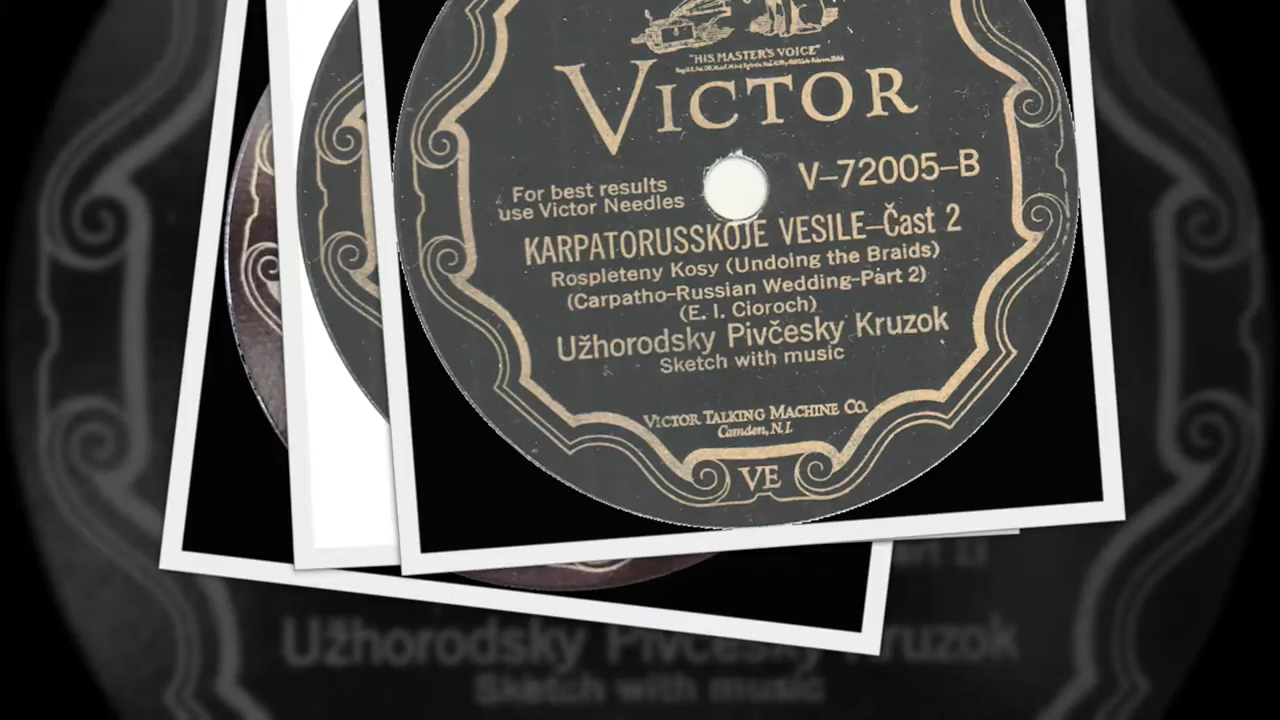 "HIS MASTER'S VOICE"
VICTOR
V–72005–B
For best results
use Victor Needles
KARPATORUSSKOJE VESILE–Čast 2
Rospleteny Kosy (Undoing the Braids)
(Carpatho–Russian Wedding–Part 2)
(E. I. Cioroch)
Užhorodsky Pivčesky Kruzok
Sketch with music
VICTOR TALKING MACHINE CO.
Camden, N.J.
VE
Užhorodsky Pivčesky Kruzok
Sketch with music